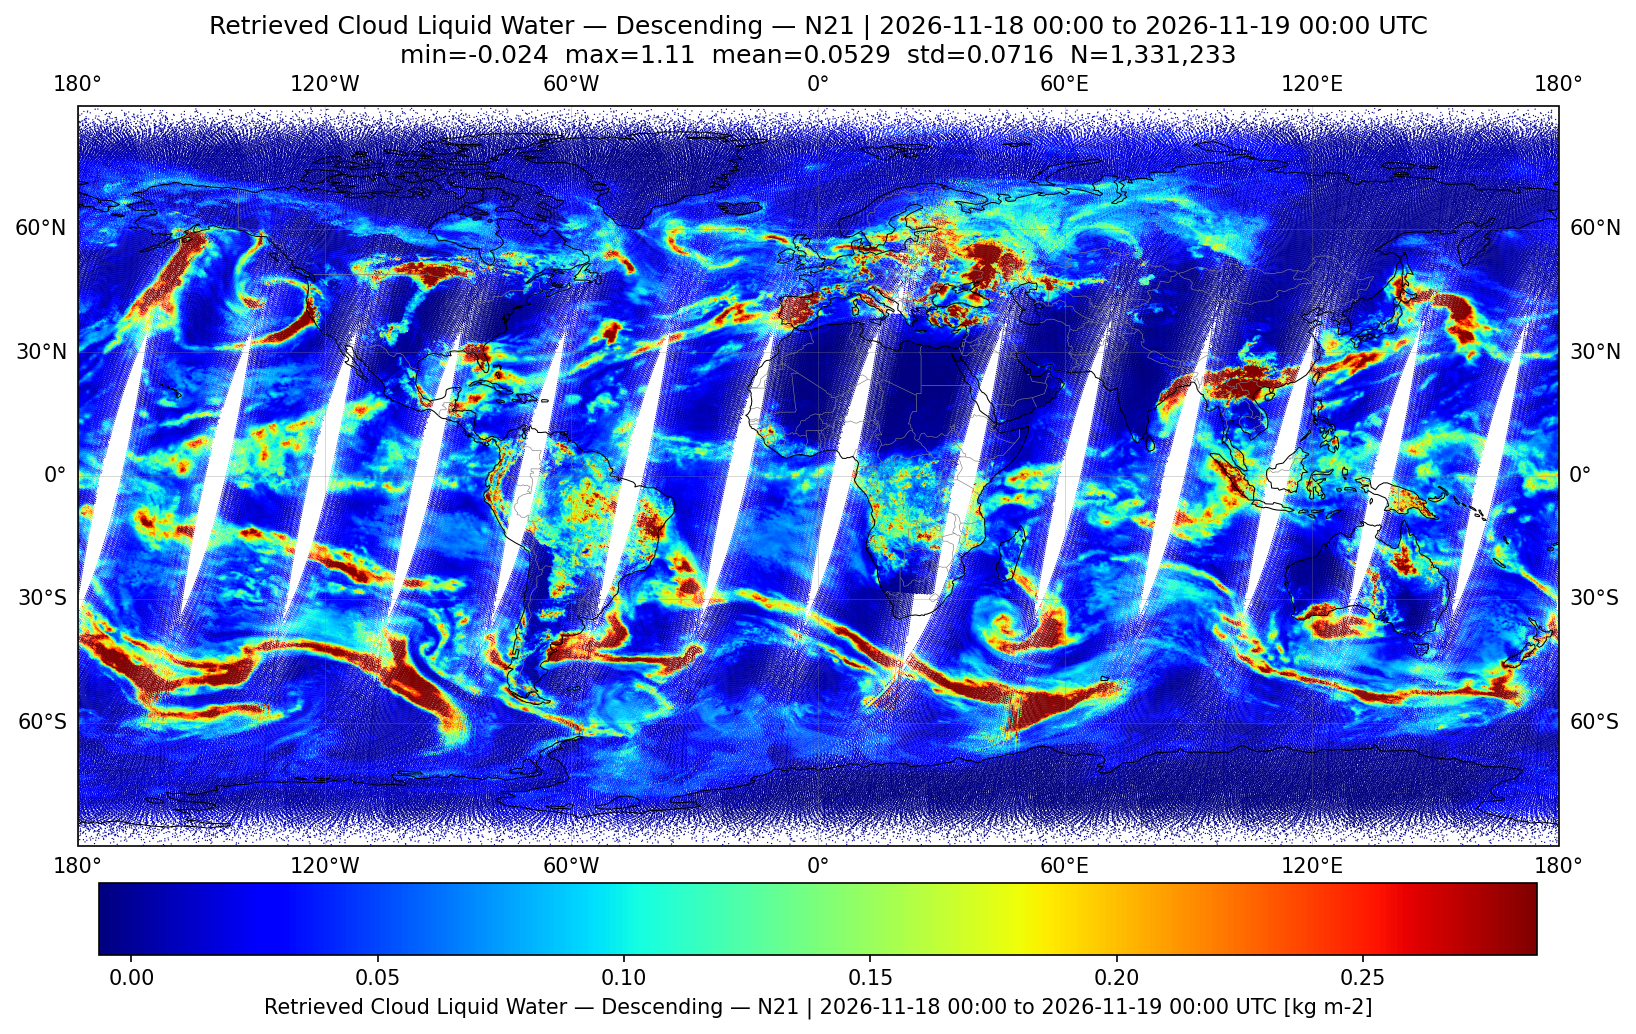 Retrieved Cloud Liquid Water — Descending — N21 | 2026-11-18 00:00 to 2026-11-19 00:00 UTC
min=-0.024 max=1.11 mean=0.0529 std=0.0716 N=1,331,233
180° 120°W 60°W 0° 60°E 120°E 180°
60°N 60°N
30°N 30°N
0° 0°
30°S 30°S
60°S 60°S
180° 120°W 60°W 0° 60°E 120°E 180°
0.00 0.05 0.10 0.15 0.20 0.25
Retrieved Cloud Liquid Water — Descending — N21 | 2026-11-18 00:00 to 2026-11-19 00:00 UTC [kg m-2]